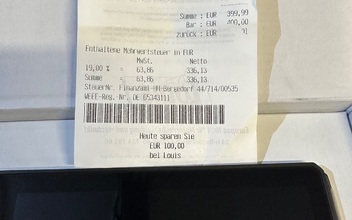 Summe : EUR 399,99
Bar : EUR 400,00
zurück : EUR
Enthaltene Mehrwertsteuer in EUR
MwSt. Netto
19,00 % = 63,86 336,13
Summe = 63,86 336,13
SteuerNr. Finanzamt-HH-Bergedorf 44/714/00535
WEEE-Reg. Nr. DE 65343111
Heute sparen Sie
EUR 100,00
bei Louis